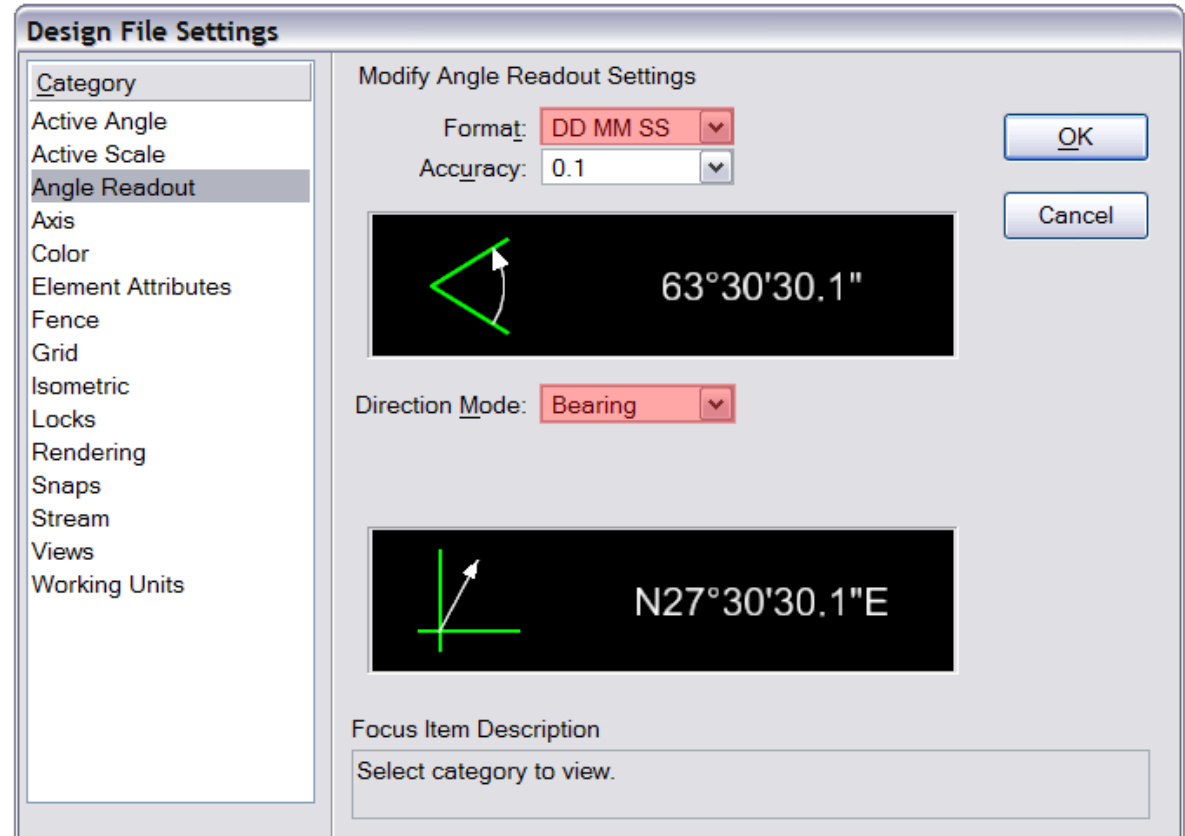 Design File Settings
Category
Active Angle
Active Scale
Angle Readout
Axis
Color
Element Attributes
Fence
Grid
Isometric
Locks
Rendering
Snaps
Stream
Views
Working Units
Modify Angle Readout Settings
Format: DD MM SS
Accuracy: 0.1
OK
Cancel
63°30'30.1"
Direction Mode: Bearing
N27°30'30.1"E
Focus Item Description
Select category to view.